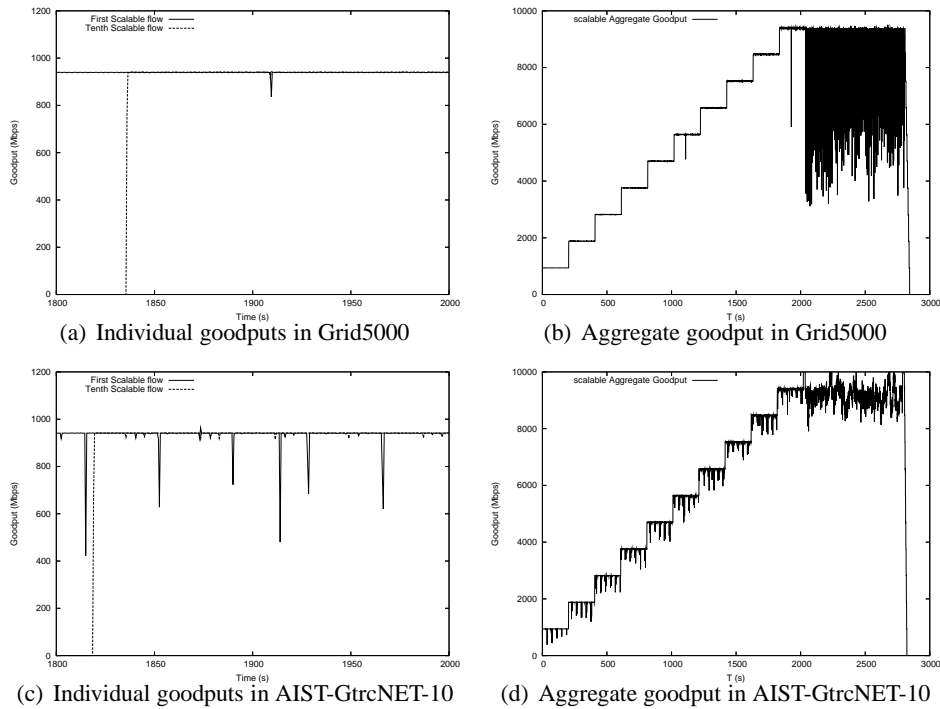 First Scalable flow
Tenth Scalable flow
1200
1000
800
600
400
200
0
Goodput (Mbps)
1800 1850 1900 1950 2000
Time (s)
(a) Individual goodputs in Grid5000
scalable Aggregate Goodput
10000
8000
6000
4000
2000
0
Goodput (Mbps)
0 500 1000 1500 2000 2500 3000
T (s)
(b) Aggregate goodput in Grid5000
First Scalable flow
Tenth Scalable flow
1200
1000
800
600
400
200
0
Goodput (Mbps)
1800 1850 1900 1950 2000
Time (s)
(c) Individual goodputs in AIST-GtrcNET-10
scalable Aggregate Goodput
10000
8000
6000
4000
2000
0
Goodput (Mbps)
0 500 1000 1500 2000 2500 3000
T (s)
(d) Aggregate goodput in AIST-GtrcNET-10